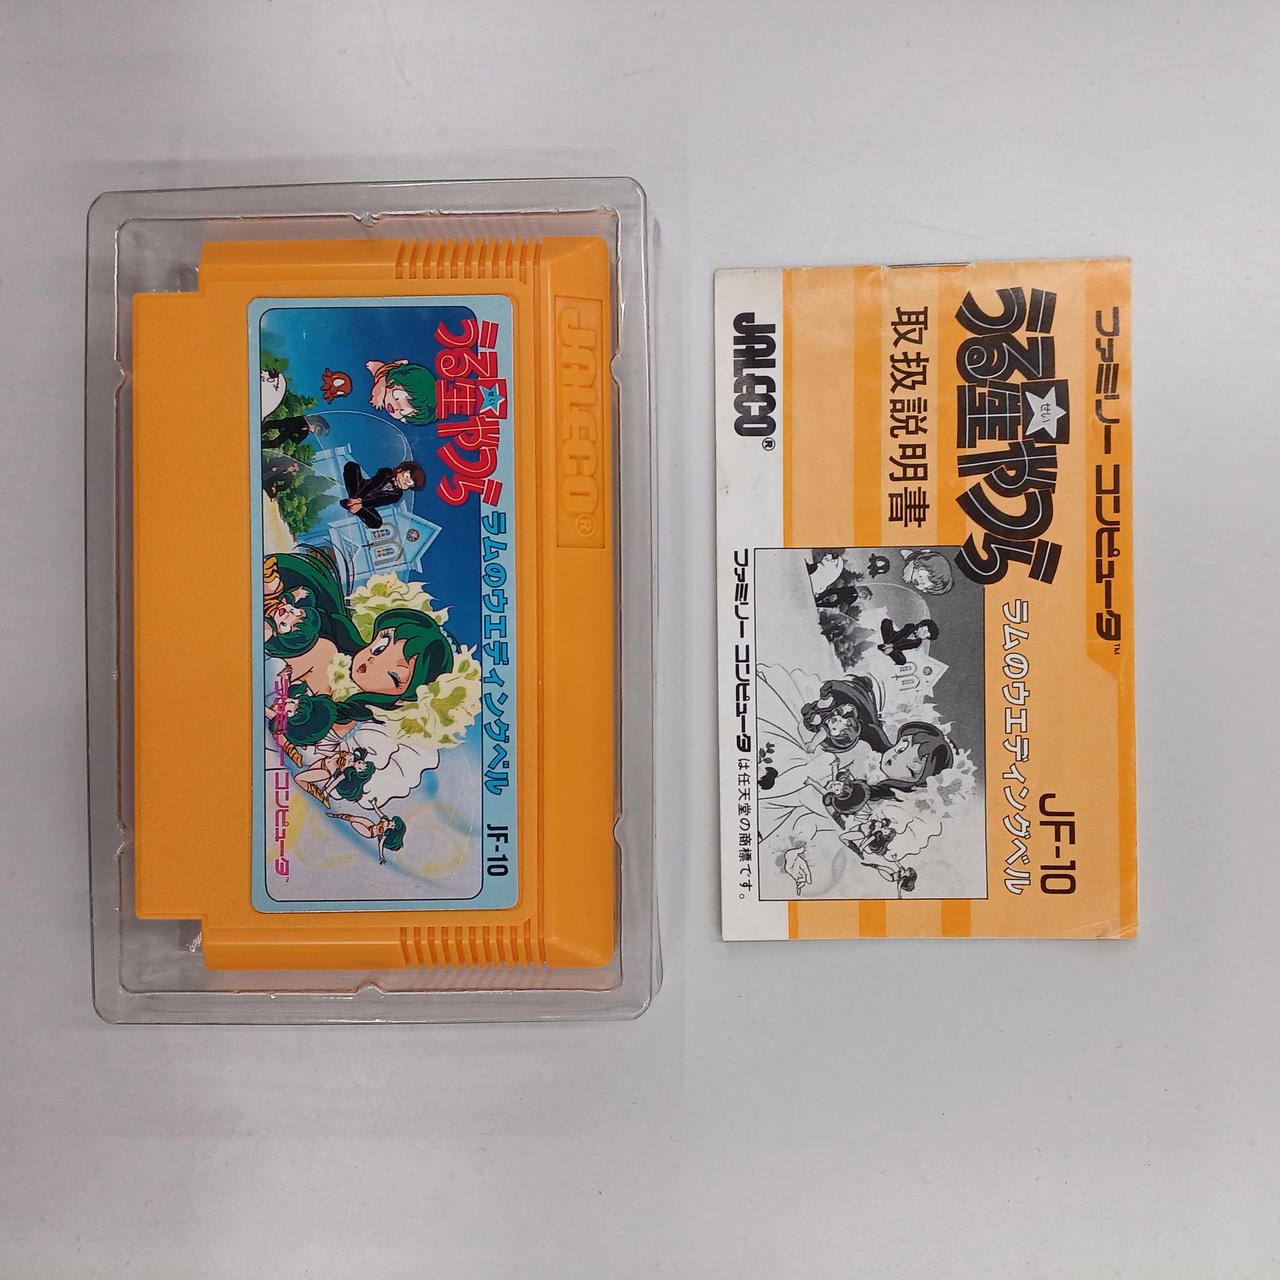 JALECO®
うる星やつら
せい
ラムのウエディングベル
JF-10
ファミリー コンピュータ™
ファミリー コンピュータ™
うる星やつら
せい
ラムのウエディングベル
JF-10
取扱説明書
JALECO®
ファミリー コンピュータは任天堂の商標です。